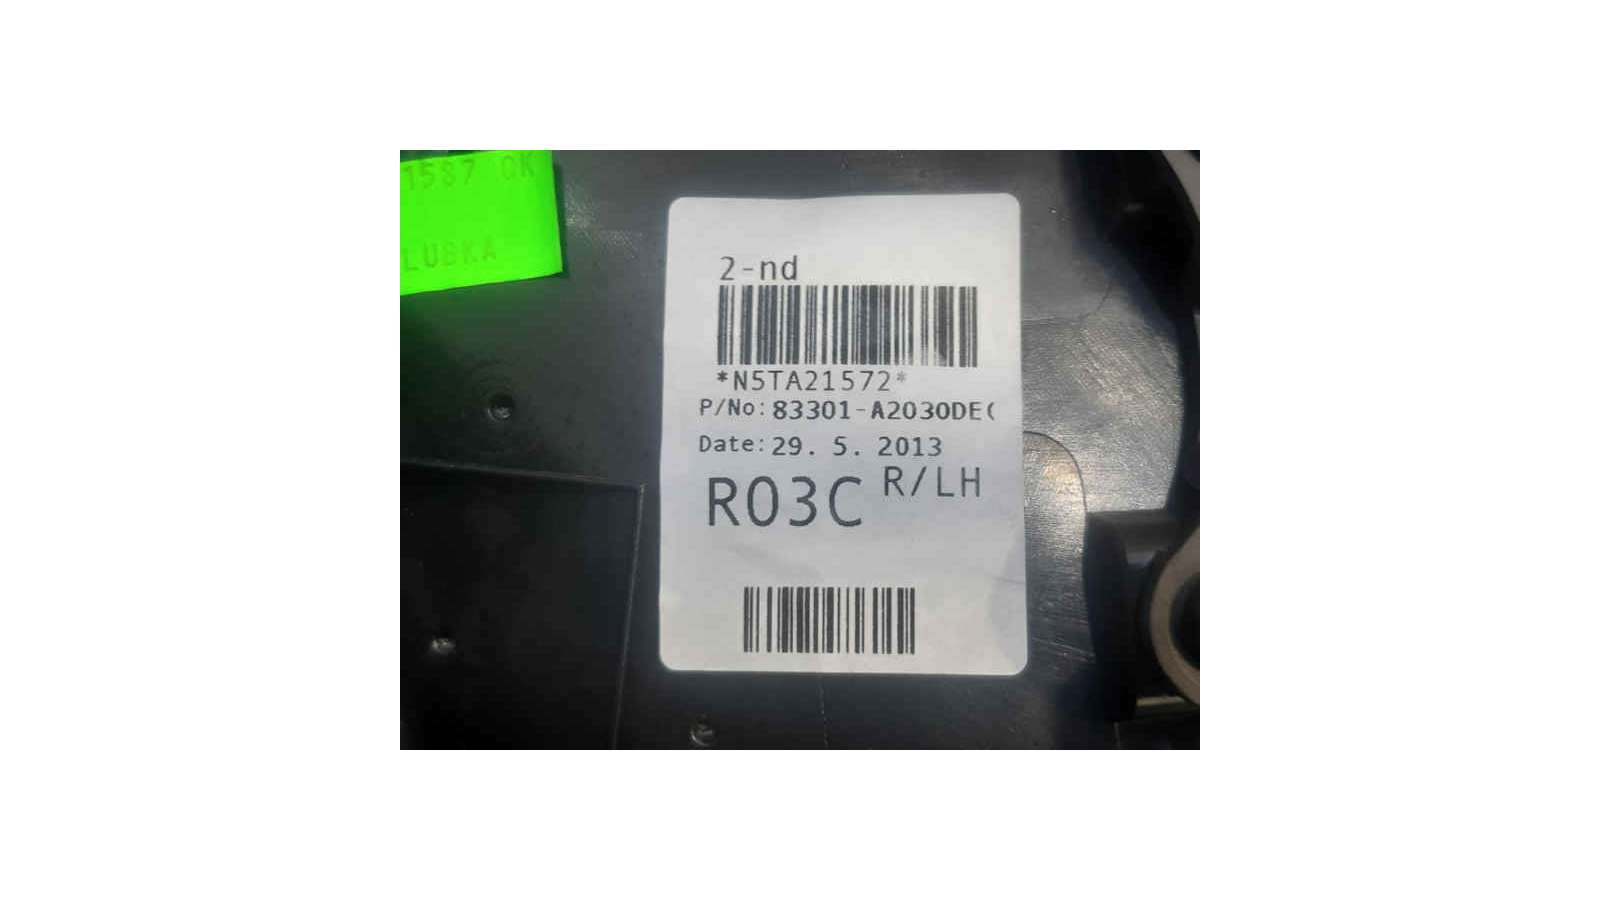 1587 OK
LUBKA
2-nd
*N5TA21572*
P/No: 83301-A2030DE(
Date: 29. 5. 2013
R03C R/LH